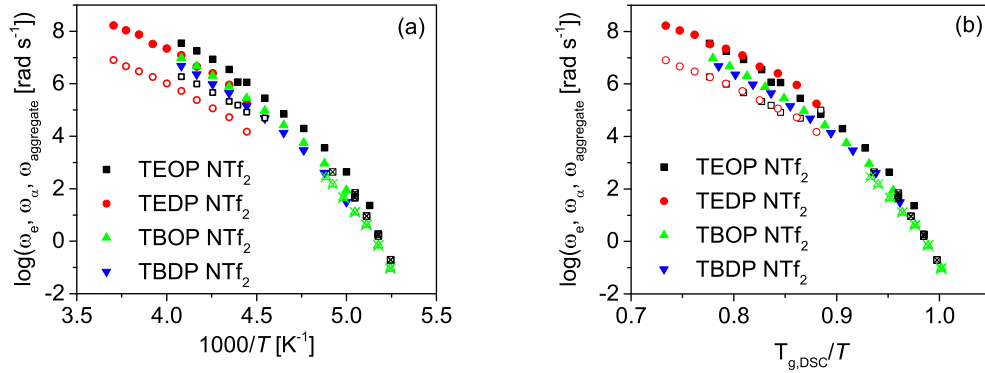 (a)
log(ωe, ωα, ωaggregate [rad s⁻¹]
8
6
4
2
0
-2
TEOP NTf₂
TEDP NTf₂
TBOP NTf₂
TBDP NTf₂
3.5 4.0 4.5 5.0 5.5
1000/T [K⁻¹]
(b)
log(ωe, ωα, ωaggregate [rad s⁻¹]
8
6
4
2
0
-2
TEOP NTf₂
TEDP NTf₂
TBOP NTf₂
TBDP NTf₂
0.7 0.8 0.9 1.0
Tg,DSC/T